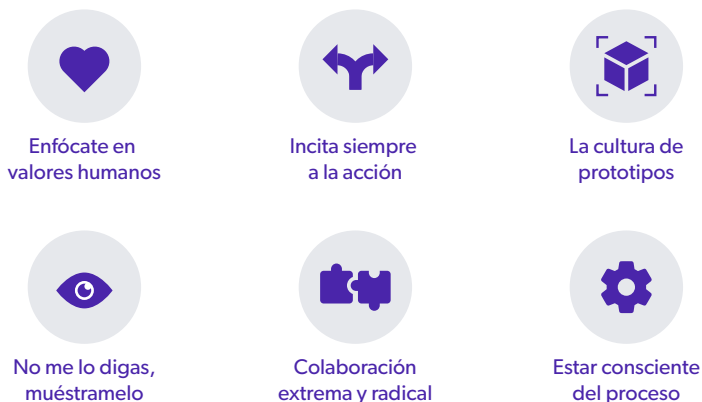 Enfócate en
valores humanos
Incita siempre
a la acción
La cultura de
prototipos
No me lo digas,
muéstramelo
Colaboración
extrema y radical
Estar consciente
del proceso